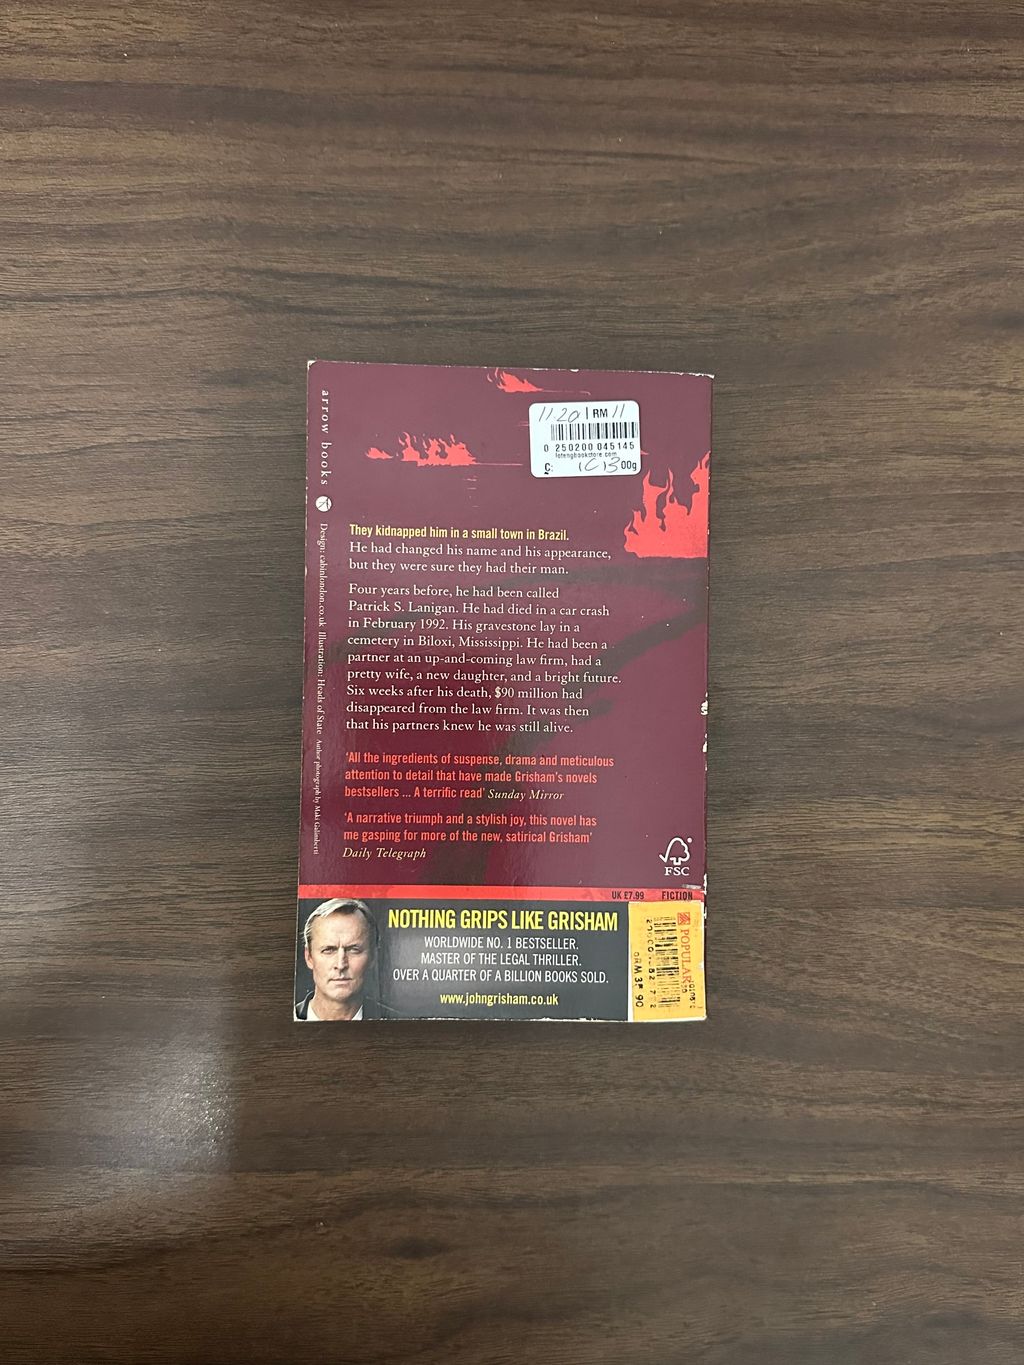 11.20 | RM 11
0 250200 045145
C: 00g
arrow books
Design: cabinlondon.co.uk Illustration: Heads of State Author photograph by Maki Galimberti
They kidnapped him in a small town in Brazil.
He had changed his name and his appearance,
but they were sure they had their man.
Four years before, he had been called
Patrick S. Lanigan. He had died in a car crash
in February 1992. His gravestone lay in a
cemetery in Biloxi, Mississippi. He had been a
partner at an up-and-coming law firm, had a
pretty wife, a new daughter, and a bright future.
Six weeks after his death, $90 million had
disappeared from the law firm. It was then
that his partners knew he was still alive.
‘All the ingredients of suspense, drama and meticulous
attention to detail that have made Grisham's novels
bestsellers ... A terrific read’ Sunday Mirror
‘A narrative triumph and a stylish joy, this novel has
me gasping for more of the new, satirical Grisham’
Daily Telegraph
FSC
UK £7.99 FICTION
NOTHING GRIPS LIKE GRISHAM
WORLDWIDE NO. 1 BESTSELLER.
MASTER OF THE LEGAL THRILLER.
OVER A QUARTER OF A BILLION BOOKS SOLD.
www.johngrisham.co.uk
POPULAR